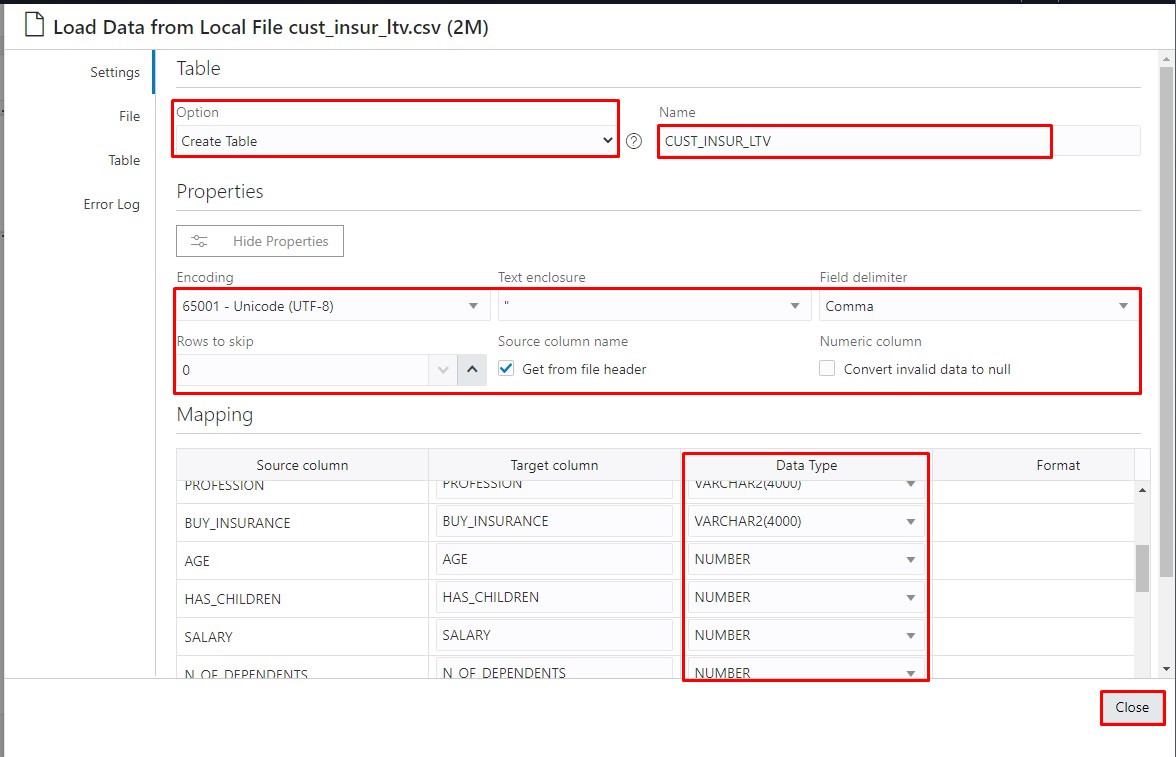 Load Data from Local File cust_insur_ltv.csv (2M)
Settings
File
Table
Error Log
Table
Option
Name
Create Table
?
CUST_INSUR_LTV
Properties
Hide Properties
Encoding
Text enclosure
Field delimiter
65001 - Unicode (UTF-8)
"
Comma
Rows to skip
Source column name
Numeric column
0
Get from file header
Convert invalid data to null
Mapping
Source column Target column Data Type Format
PROFESSION PROFESSION VARCHAR2(4000)
BUY_INSURANCE BUY_INSURANCE VARCHAR2(4000)
AGE AGE NUMBER
HAS_CHILDREN HAS_CHILDREN NUMBER
SALARY SALARY NUMBER
N_OF_DEPENDENTS N_OF_DEPENDENTS NUMBER
Close